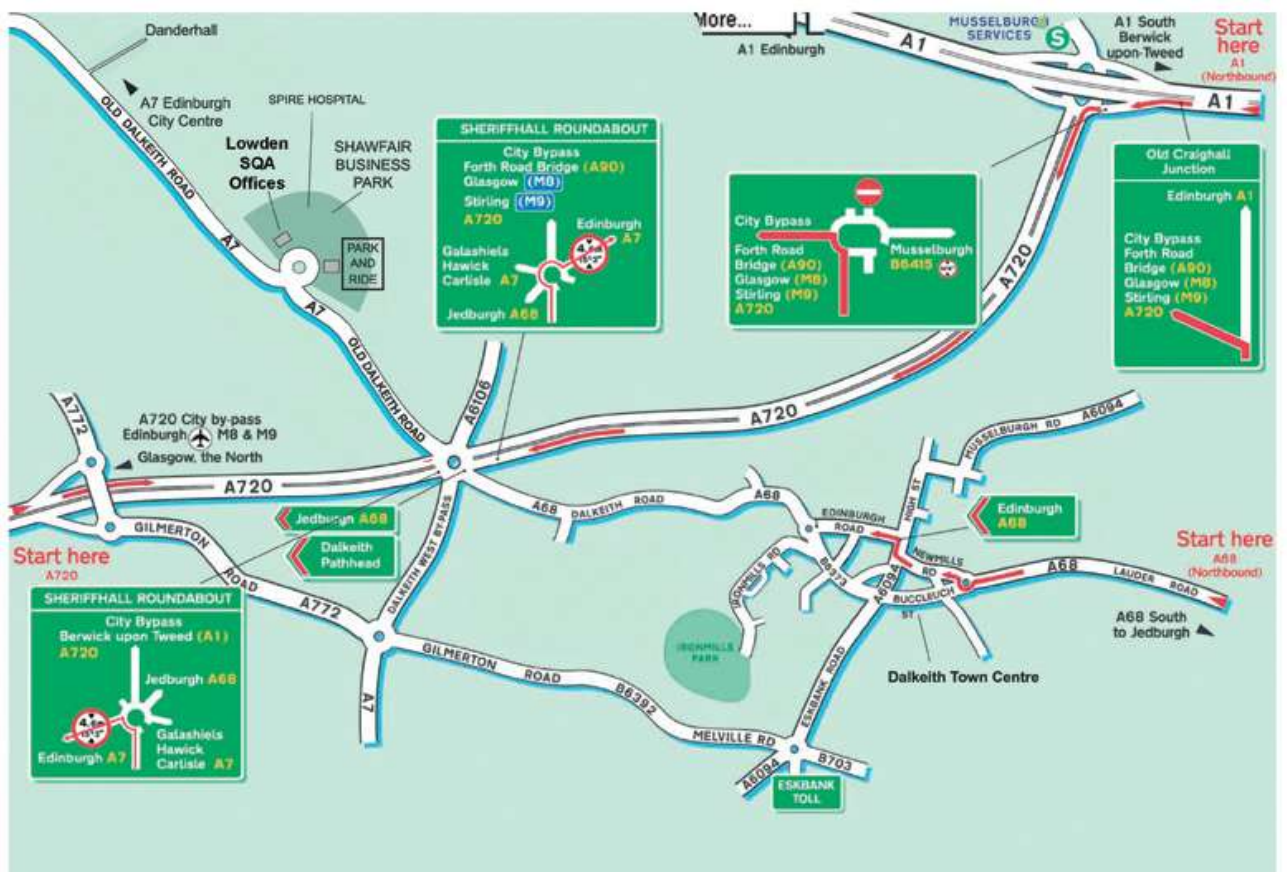 Danderhall
A7 Edinburgh
City Centre
OLD DALKEITH ROAD
A7
SPIRE HOSPITAL
Lowden
SQA
Offices
SHAWFAIR
BUSINESS
PARK
PARK
AND
RIDE
A7
OLD DALKEITH ROAD
More...
A1 Edinburgh
MUSSELBURGH
SERVICES
S
A1
A1 South
Berwick
upon-Tweed
Start
here
A1
(Northbound)
A1
SHERIFFHALL ROUNDABOUT
City Bypass
Forth Road Bridge (A90)
Glasgow (M8)
Stirling (M9)
A720
Edinburgh
A7
Galashiels
Hawick
Carlisle A7
Jedburgh A68
City Bypass
Forth Road
Bridge (A90)
Glasgow (M8)
Stirling (M9)
A720
Musselburgh
B6415
Old Craighall
Junction
Edinburgh A1
City Bypass
Forth Road
Bridge (A90)
Glasgow (M8)
Stirling (M9)
A720
A720
A720
A6106
A772
A720 City by-pass
Edinburgh M8 & M9
Glasgow, the North
A720
GILMERTON
ROAD
A772
Start here
A720
Jedburgh A68
Dalkeith
Pathhead
DALKEITH WEST BY-PASS
A7
A68
DALKEITH ROAD
A68
EDINBURGH
ROAD
HIGH ST
MUSSELBURGH RD
A6094
Edinburgh
A68
NEWMILLS
RD
IRONMILLS RD
B6373
A6094
BUCCLEUCH
ST
A68
LAUDER ROAD
Start here
A68
(Northbound)
A68 South
to Jedburgh
Dalkeith Town Centre
IRONMILLS
PARK
SHERIFFHALL ROUNDABOUT
City Bypass
Berwick upon Tweed (A1)
A720
Jedburgh A68
Edinburgh A7
Galashiels
Hawick
Carlisle A7
GILMERTON
ROAD
B6392
MELVILLE RD
ESKBANK ROAD
A6094
B703
ESKBANK
TOLL